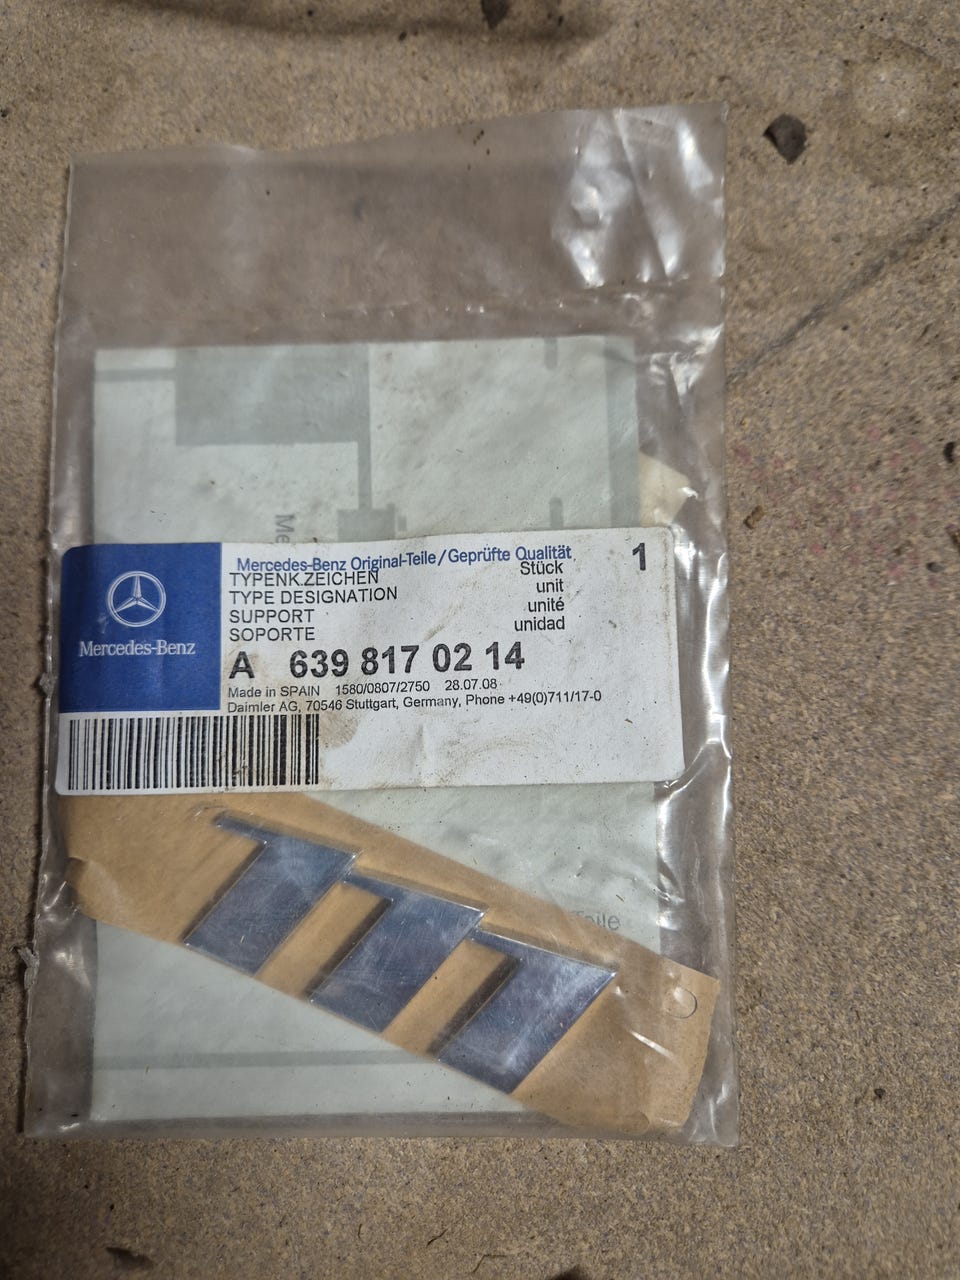 Me
Mercedes-Benz Original-Teile/Geprüfte Qualität
1
TYPENK.ZEICHEN Stück
TYPE DESIGNATION unit
SUPPORT unité
SOPORTE unidad
Mercedes-Benz
A 639 817 02 14
Made in SPAIN 1580/0807/2750 28.07.08
Daimler AG, 70546 Stuttgart, Germany, Phone +49(0)711/17-0
Teile